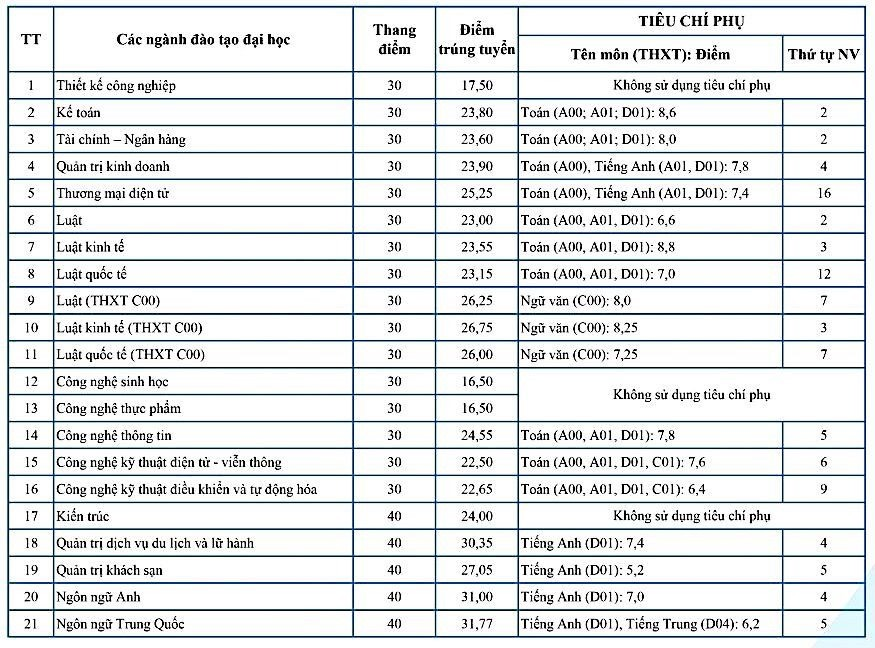 TT Các ngành đào tạo đại học Thang điểm Điểm trúng tuyển TIÊU CHÍ PHỤ
Tên môn (THXT): Điểm Thứ tự NV
1 Thiết kế công nghiệp 30 17,50 Không sử dụng tiêu chí phụ
2 Kế toán 30 23,80 Toán (A00; A01; D01): 8,6 2
3 Tài chính – Ngân hàng 30 23,60 Toán (A00; A01; D01): 8,0 2
4 Quản trị kinh doanh 30 23,90 Toán (A00), Tiếng Anh (A01, D01): 7,8 4
5 Thương mại điện tử 30 25,25 Toán (A00), Tiếng Anh (A01, D01): 7,4 16
6 Luật 30 23,00 Toán (A00, A01, D01): 6,6 2
7 Luật kinh tế 30 23,55 Toán (A00, A01, D01): 8,8 3
8 Luật quốc tế 30 23,15 Toán (A00, A01, D01): 7,0 12
9 Luật (THXT C00) 30 26,25 Ngữ văn (C00): 8,0 7
10 Luật kinh tế (THXT C00) 30 26,75 Ngữ văn (C00): 8,25 3
11 Luật quốc tế (THXT C00) 30 26,00 Ngữ văn (C00): 7,25 7
12 Công nghệ sinh học 30 16,50 Không sử dụng tiêu chí phụ
13 Công nghệ thực phẩm 30 16,50
14 Công nghệ thông tin 30 24,55 Toán (A00, A01, D01): 7,8 5
15 Công nghệ kỹ thuật điện tử - viễn thông 30 22,50 Toán (A00, A01, D01, C01): 7,6 6
16 Công nghệ kỹ thuật điều khiển và tự động hóa 30 22,65 Toán (A00, A01, D01, C01): 6,4 9
17 Kiến trúc 40 24,00 Không sử dụng tiêu chí phụ
18 Quản trị dịch vụ du lịch và lữ hành 40 30,35 Tiếng Anh (D01): 7,4 4
19 Quản trị khách sạn 40 27,05 Tiếng Anh (D01): 5,2 5
20 Ngôn ngữ Anh 40 31,00 Tiếng Anh (D01): 7,0 4
21 Ngôn ngữ Trung Quốc 40 31,77 Tiếng Anh (D01), Tiếng Trung (D04): 6,2 5